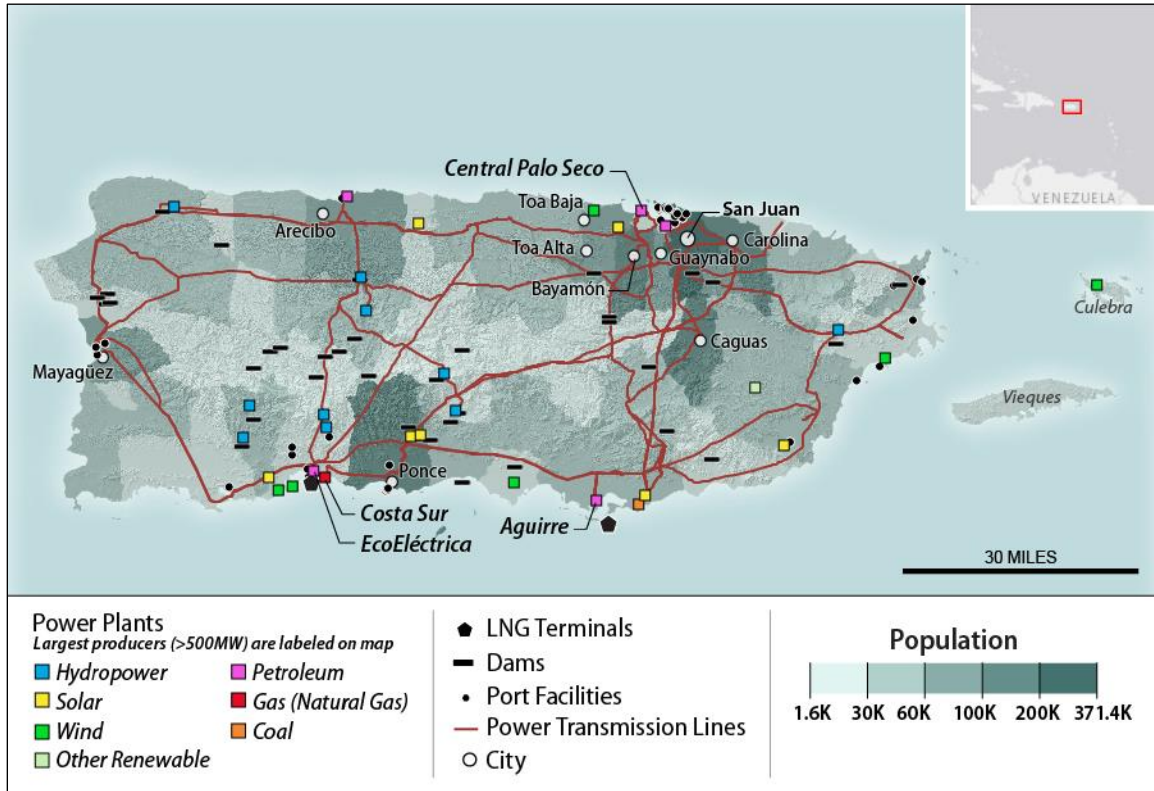 VENEZUELA
Central Palo Seco
Toa Baja
San Juan
Arecibo
Toa Alta
Carolina
Guaynabo
Bayamón
Culebra
Caguas
Mayagüez
Vieques
Ponce
Costa Sur
EcoEléctrica
Aguirre
30 MILES
Power Plants
Largest producers (>500MW) are labeled on map
Hydropower
Solar
Wind
Other Renewable
Petroleum
Gas (Natural Gas)
Coal
LNG Terminals
Dams
Port Facilities
Power Transmission Lines
City
Population
1.6K 30K 60K 100K 200K 371.4K